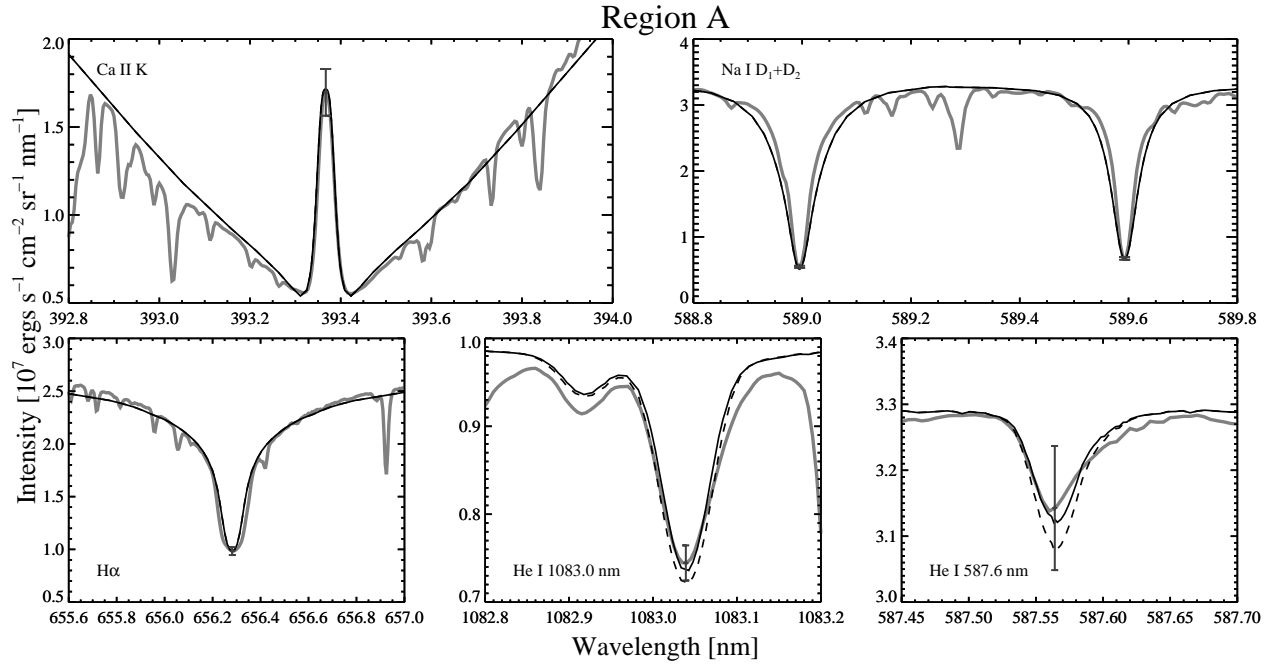 Region A
Intensity [10⁷ ergs s⁻¹ cm⁻² sr⁻¹ nm⁻¹]
Ca II K
2.0
1.5
1.0
0.5
392.8 393.0 393.2 393.4 393.6 393.8 394.0
Na I D₁+D₂
4
3
2
1
0
588.8 589.0 589.2 589.4 589.6 589.8
Hα
3.0
2.5
2.0
1.5
1.0
0.5
655.6 655.8 656.0 656.2 656.4 656.6 656.8 657.0
He I 1083.0 nm
1.0
0.9
0.8
0.7
1082.8 1082.9 1083.0 1083.1 1083.2
He I 587.6 nm
3.4
3.3
3.2
3.1
3.0
587.45 587.50 587.55 587.60 587.65 587.70
Wavelength [nm]